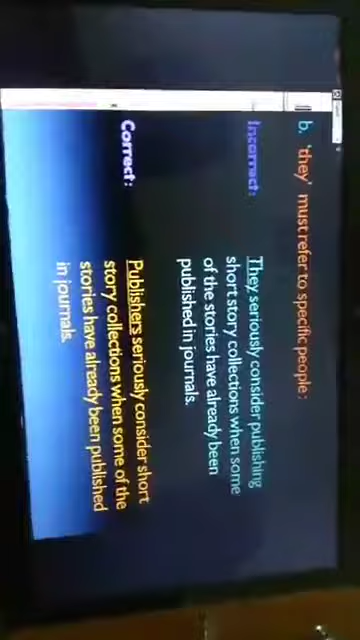 b. 'they' must refer to specific people:
Incorrect:
They seriously consider publishing
short story collections when some
of the stories have already been
published in journals.
Correct:
Publishers seriously consider short
story collections when some of the
stories have already been published
in journals.